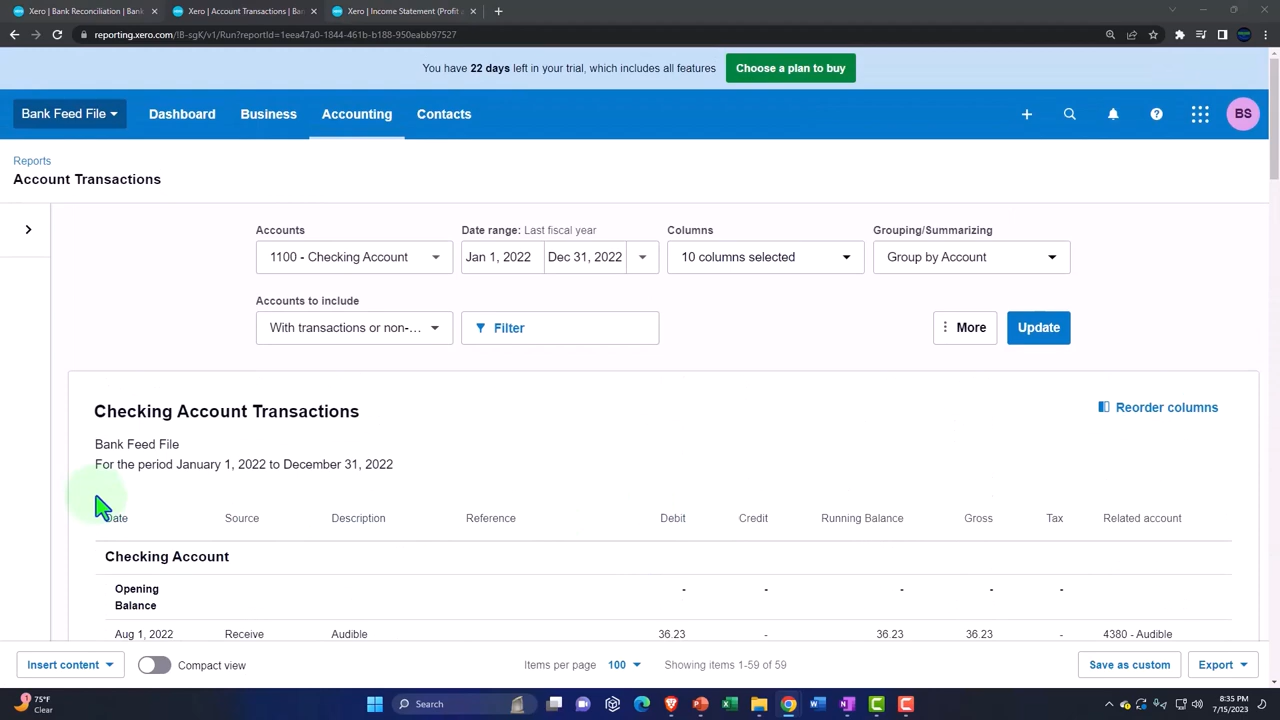 Xero | Bank Reconciliation | Bank
Xero | Account Transactions | Ban
Xero | Income Statement (Profit a
reporting.xero.com/!B-sgK/v1/Run?reportId=1eea47a0-1844-461b-b188-950eabb97527
You have 22 days left in your trial, which includes all features
Choose a plan to buy
Bank Feed File Dashboard Business Accounting Contacts BS
Reports
Account Transactions
Accounts Date range: Last fiscal year Columns Grouping/Summarizing
1100 - Checking Account Jan 1, 2022 Dec 31, 2022 10 columns selected Group by Account
Accounts to include
With transactions or non-... Filter More Update
Checking Account Transactions Reorder columns
Bank Feed File
For the period January 1, 2022 to December 31, 2022
Date Source Description Reference Debit Credit Running Balance Gross Tax Related account
Checking Account
Opening Balance - - - - -
Aug 1, 2022 Receive Audible 36.23 - 36.23 36.23 - 4380 - Audible
Insert content Compact view Items per page 100 Showing items 1-59 of 59 Save as custom Export
75°F
Clear
Search
8:35 PM
7/15/2023